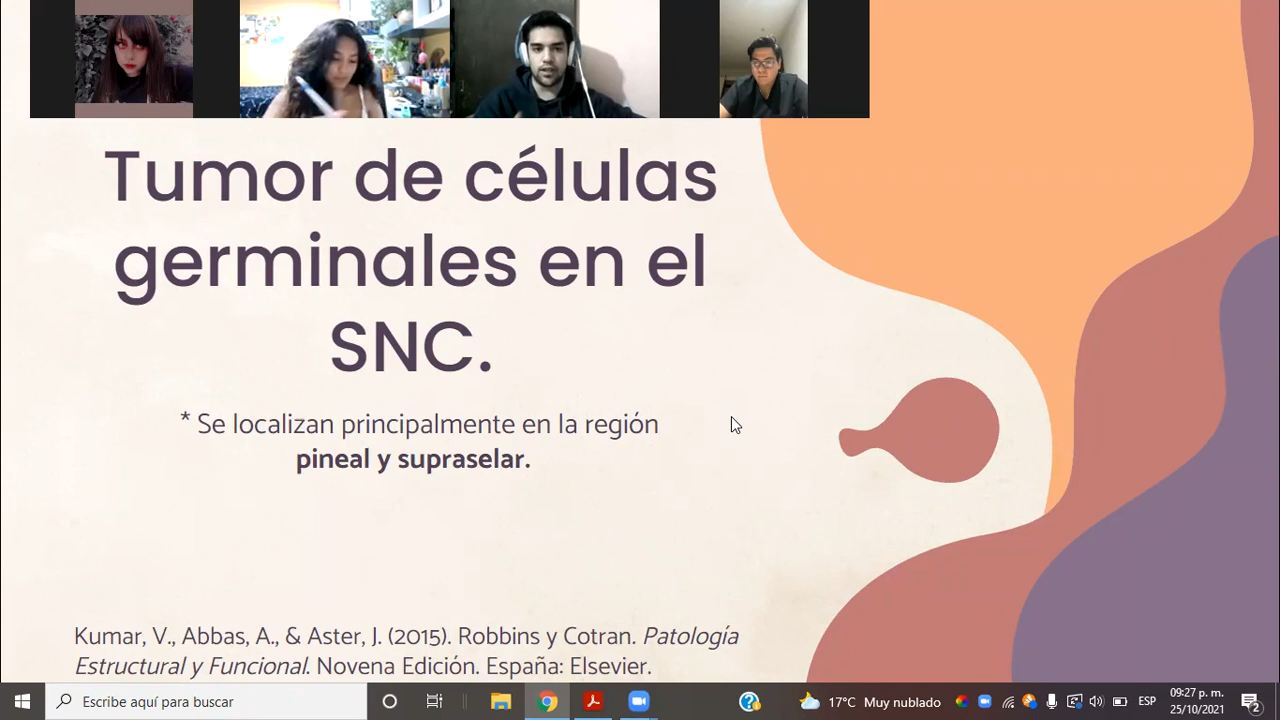 Tumor de células
germinales en el
SNC.
* Se localizan principalmente en la región
pineal y supraselar.
Kumar, V., Abbas, A., & Aster, J. (2015). Robbins y Cotran. Patología
Estructural y Funcional. Novena Edición. España: Elsevier.
Escribe aquí para buscar
17°C Muy nublado
ESP
09:27 p. m.
25/10/2021
2